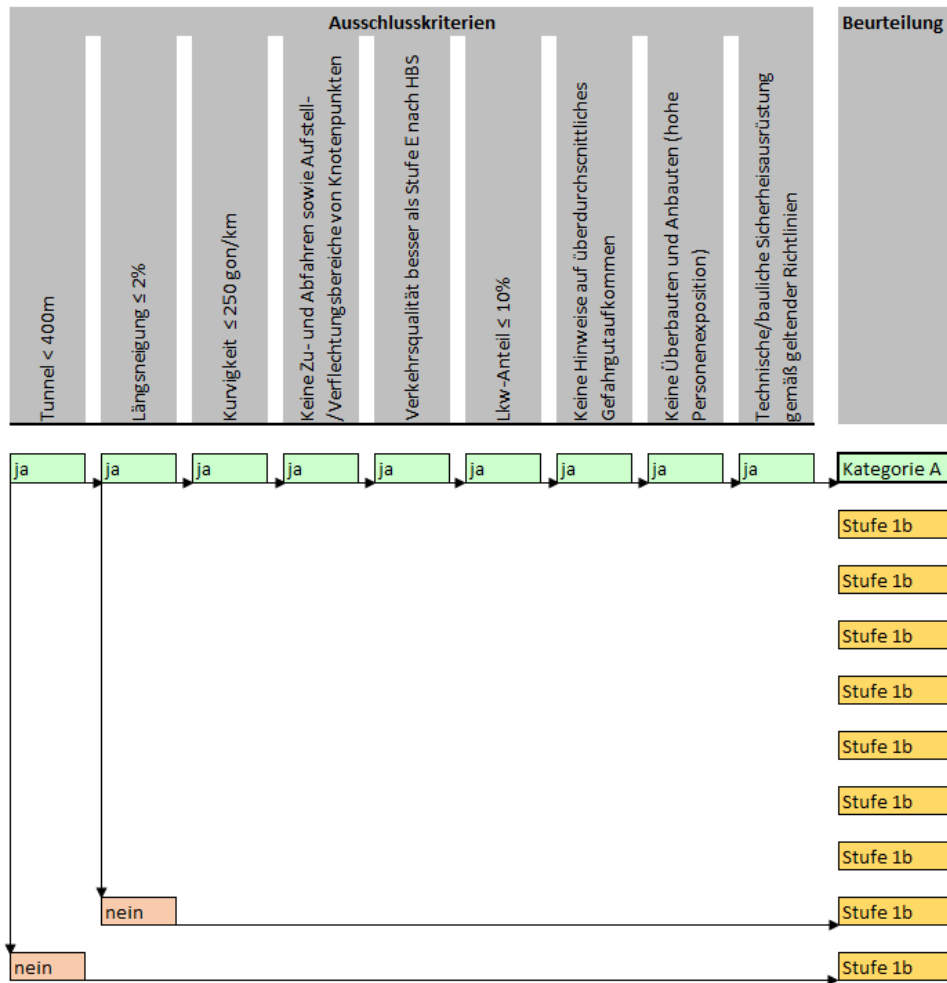 Ausschlusskriterien
Beurteilung
Tunnel < 400m
Längsneigung ≤ 2%
Kurvigkeit ≤ 250 gon/km
Keine Zu- und Abfahren sowie Aufstell-
/Verflechtungsbereiche von Knotenpunkten
Verkehrsqualität besser als Stufe E nach HBS
Lkw-Anteil ≤ 10%
Keine Hinweise auf überdurchscnittliches
Gefahrgutaufkommen
Keine Überbauten und Anbauten (hohe
Personenexposition)
Technische/bauliche Sicherheisausrüstung
gemäß geltender Richtlinien
ja ja ja ja ja ja ja ja ja Kategorie A
Stufe 1b
Stufe 1b
Stufe 1b
Stufe 1b
Stufe 1b
Stufe 1b
Stufe 1b
nein Stufe 1b
nein Stufe 1b